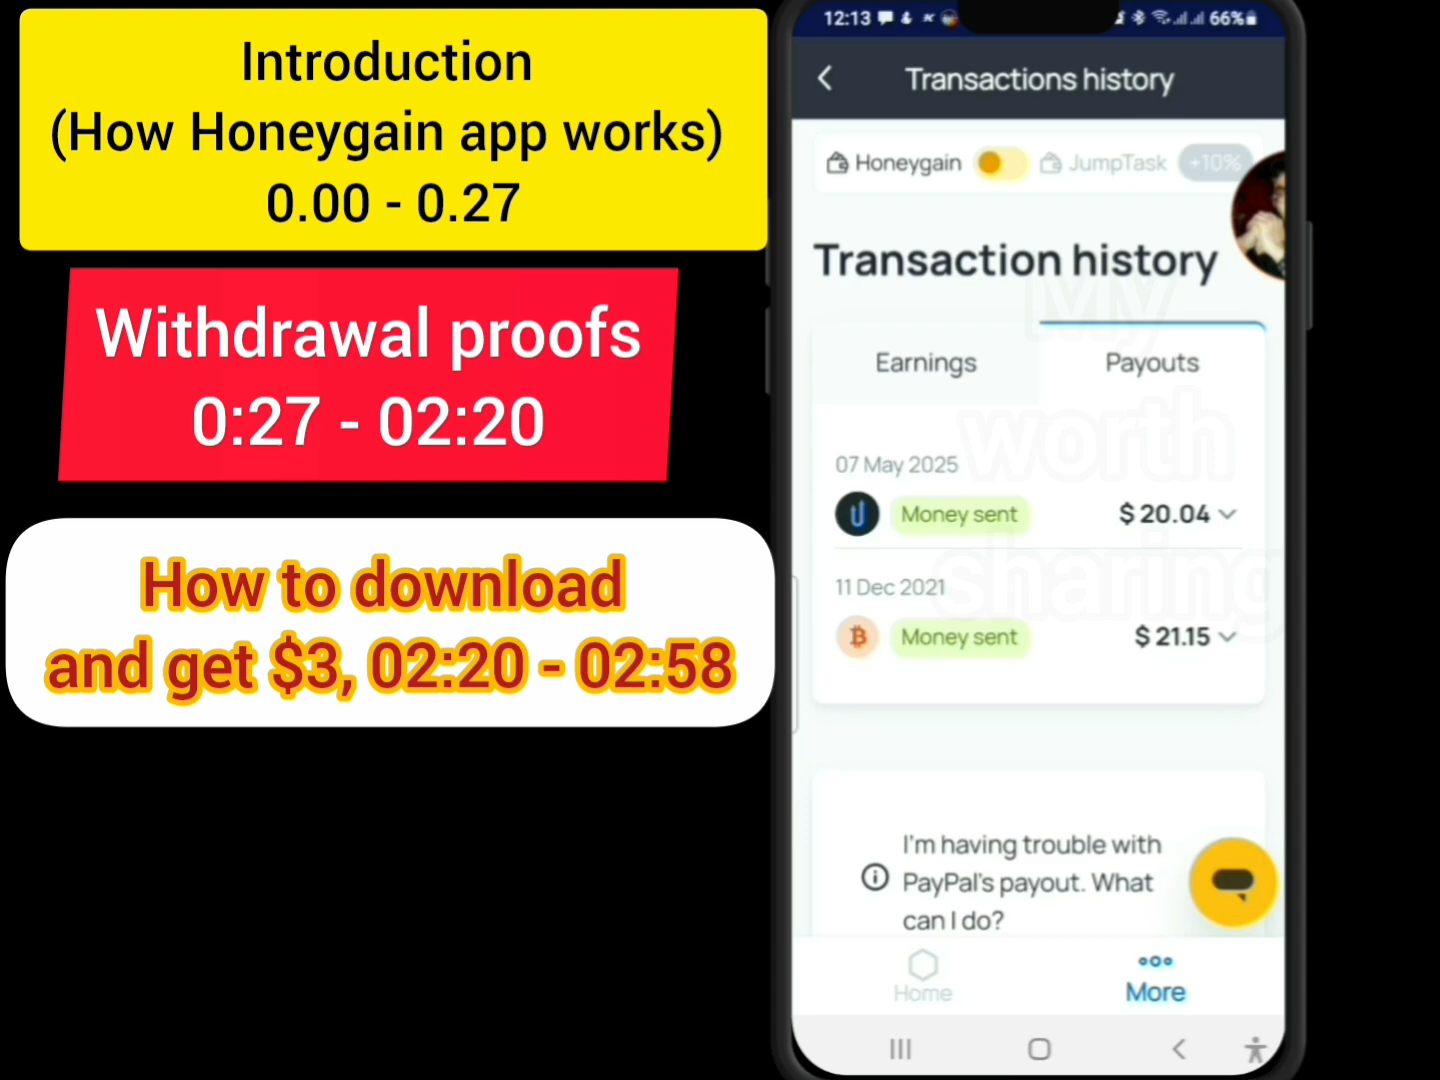 Introduction
(How Honeygain app works)
0.00 - 0.27
Withdrawal proofs
0:27 - 02:20
How to download
and get $3, 02:20 - 02:58
12:13
66%
Transactions history
Honeygain
JumpTask
+10%
Transaction history
My
Earnings
Payouts
worth
07 May 2025
Money sent
$ 20.04
sharing
11 Dec 2021
Money sent
$ 21.15
I'm having trouble with
PayPal's payout. What
can I do?
Home
More